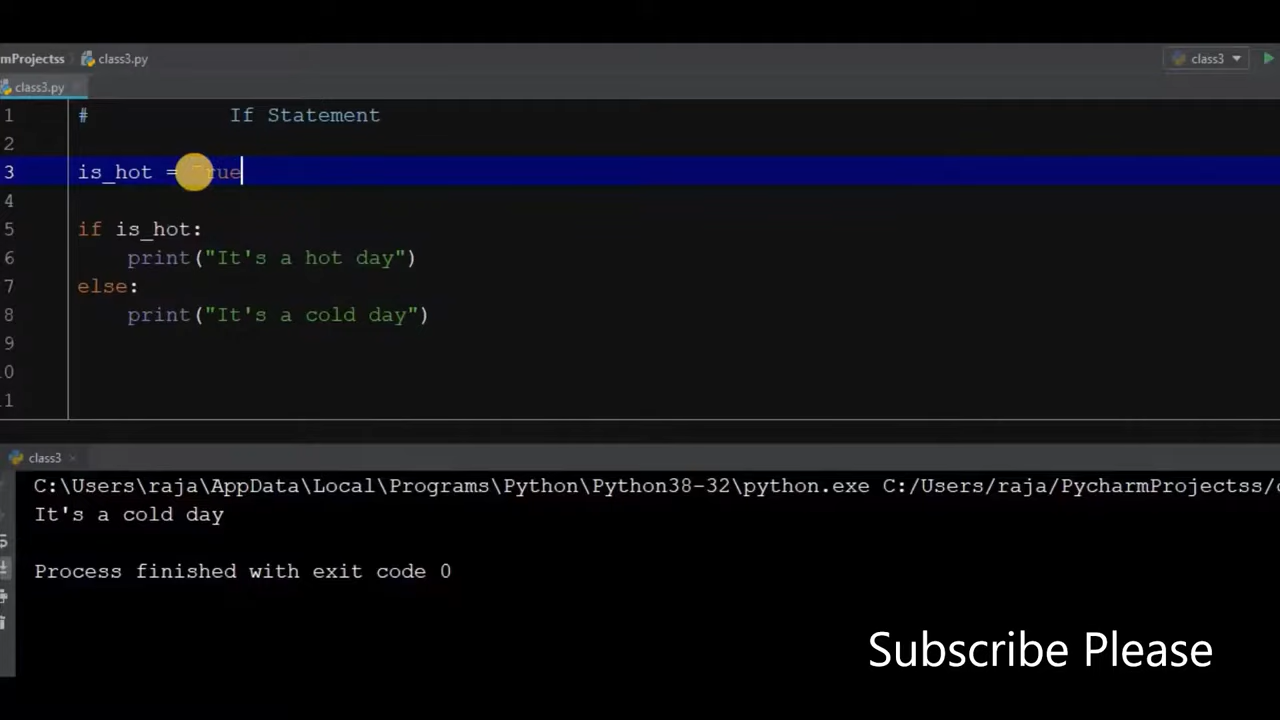 mProjectss class3.py
class3
class3.py
1 # If Statement
2
3 is_hot = True
4
5 if is_hot:
6 print("It's a hot day")
7 else:
8 print("It's a cold day")
9
0
1
class3
C:\Users\raja\AppData\Local\Programs\Python\Python38-32\python.exe C:/Users/raja/PycharmProjectss/
It's a cold day
Process finished with exit code 0
Subscribe Please